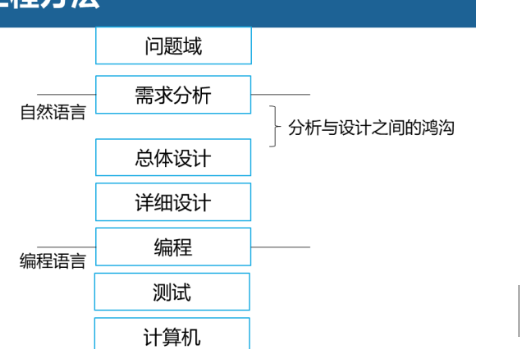 工程方法
问题域
需求分析
自然语言
分析与设计之间的鸿沟
总体设计
详细设计
编程
编程语言
测试
计算机